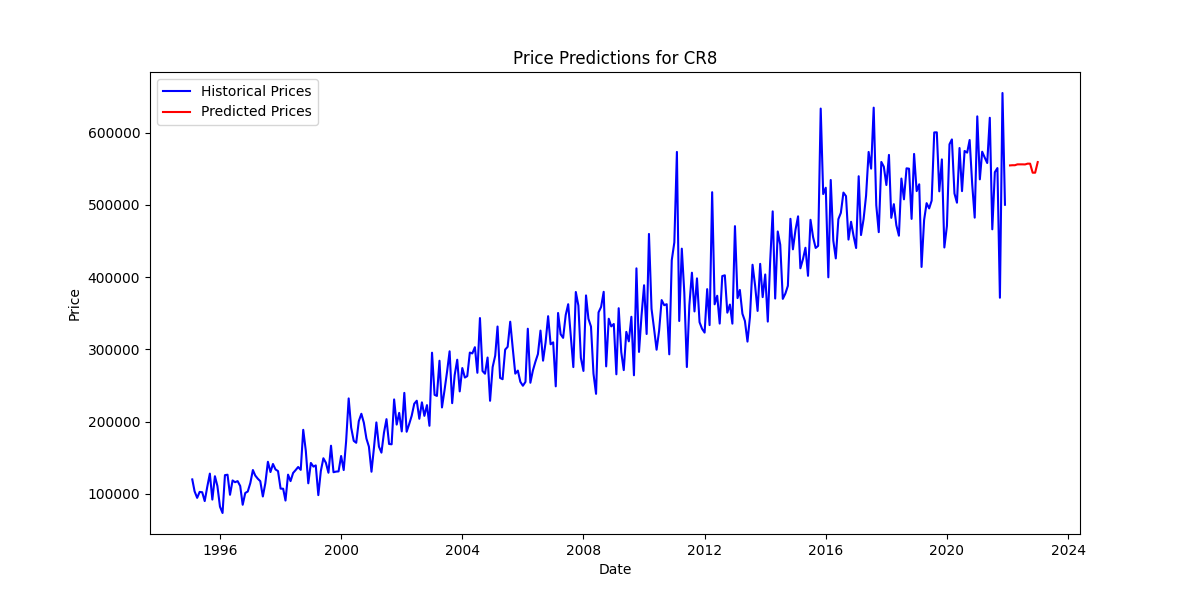 Price Predictions for CR8
Historical Prices
Predicted Prices
600000
500000
400000
300000
200000
100000
Price
1996
2000
2004
2008
2012
2016
2020
2024
Date